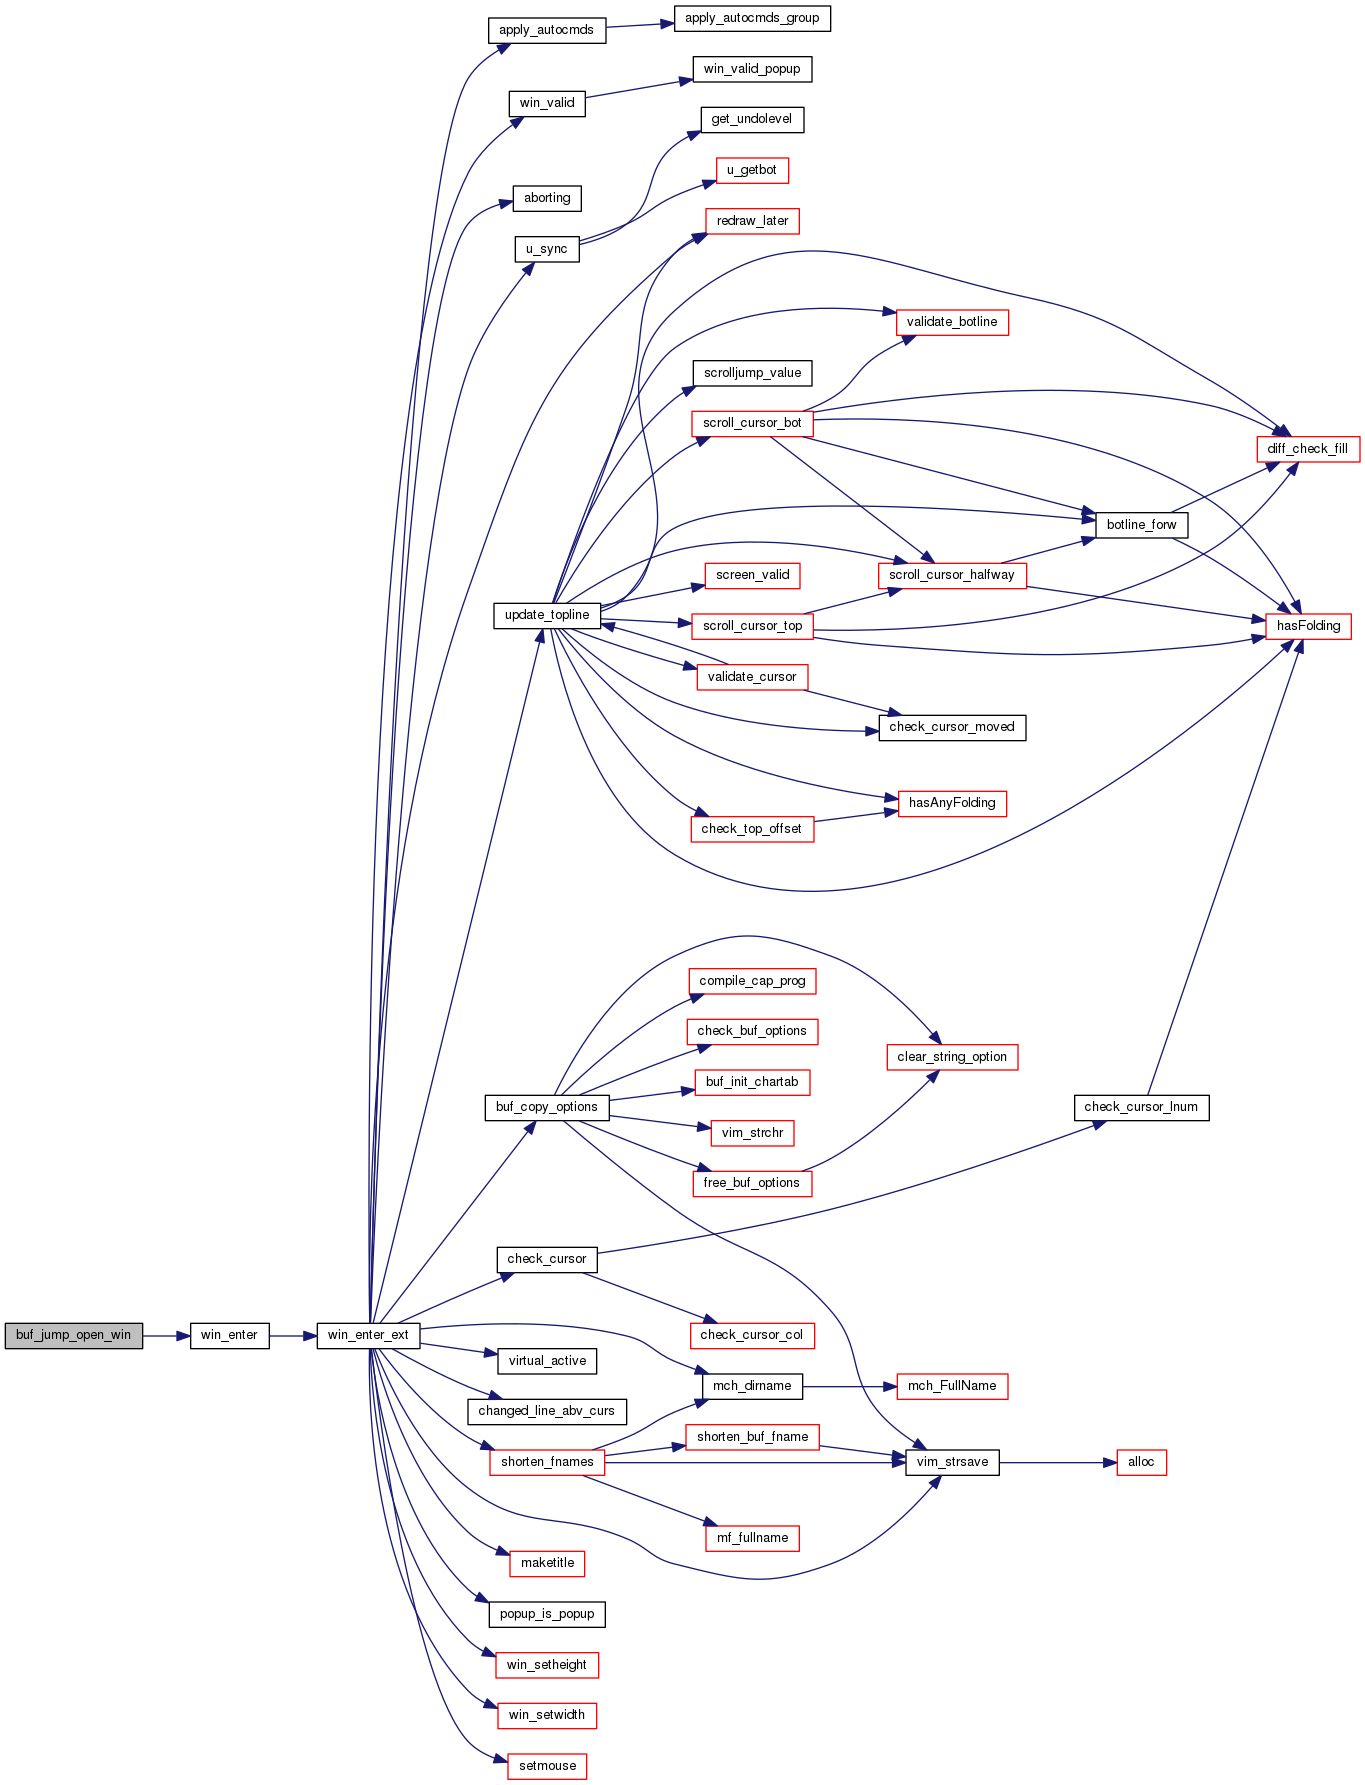 apply_autocmds_group
apply_autocmds
win_valid_popup
win_valid
get_undolevel
u_getbot
aborting
redraw_later
u_sync
validate_botline
scrolljump_value
scroll_cursor_bot
diff_check_fill
botline_forw
screen_valid
scroll_cursor_halfway
update_topline
scroll_cursor_top
hasFolding
validate_cursor
check_cursor_moved
hasAnyFolding
check_top_offset
compile_cap_prog
check_buf_options
clear_string_option
buf_init_chartab
buf_copy_options
check_cursor_lnum
vim_strchr
free_buf_options
check_cursor
buf_jump_open_win
win_enter
win_enter_ext
check_cursor_col
virtual_active
mch_dirname
mch_FullName
changed_line_abv_curs
shorten_buf_fname
shorten_fnames
vim_strsave
alloc
mf_fullname
maketitle
popup_is_popup
win_setheight
win_setwidth
setmouse